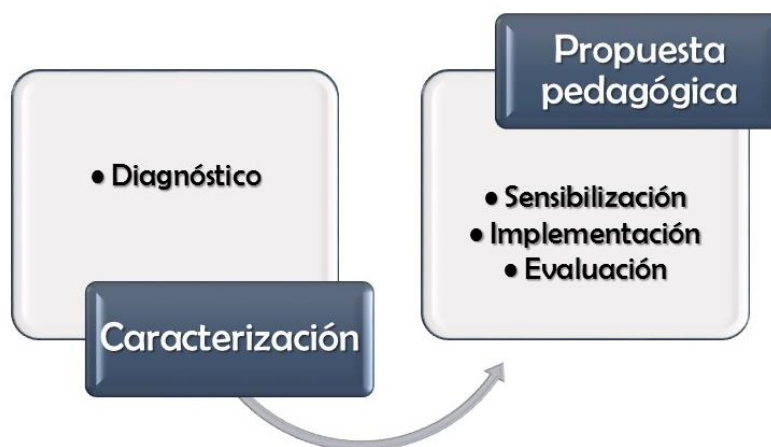 • Diagnóstico
Caracterización
Propuesta
pedagógica
• Sensibilización
• Implementación
• Evaluación